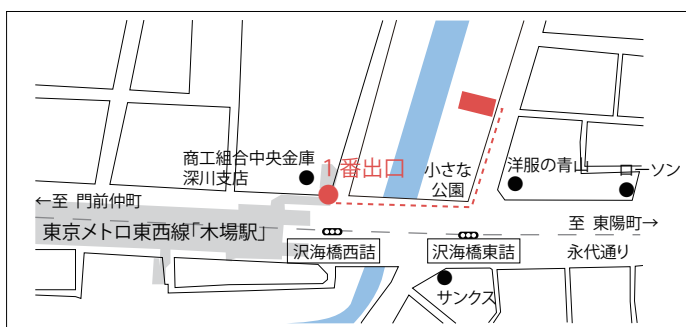 商工組合中央金庫
深川支店
1番出口
小さな
公園
洋服の青山
ローソン
←至 門前仲町
至 東陽町→
東京メトロ東西線「木場駅」
沢海橋西詰
沢海橋東詰
永代通り
サンクス